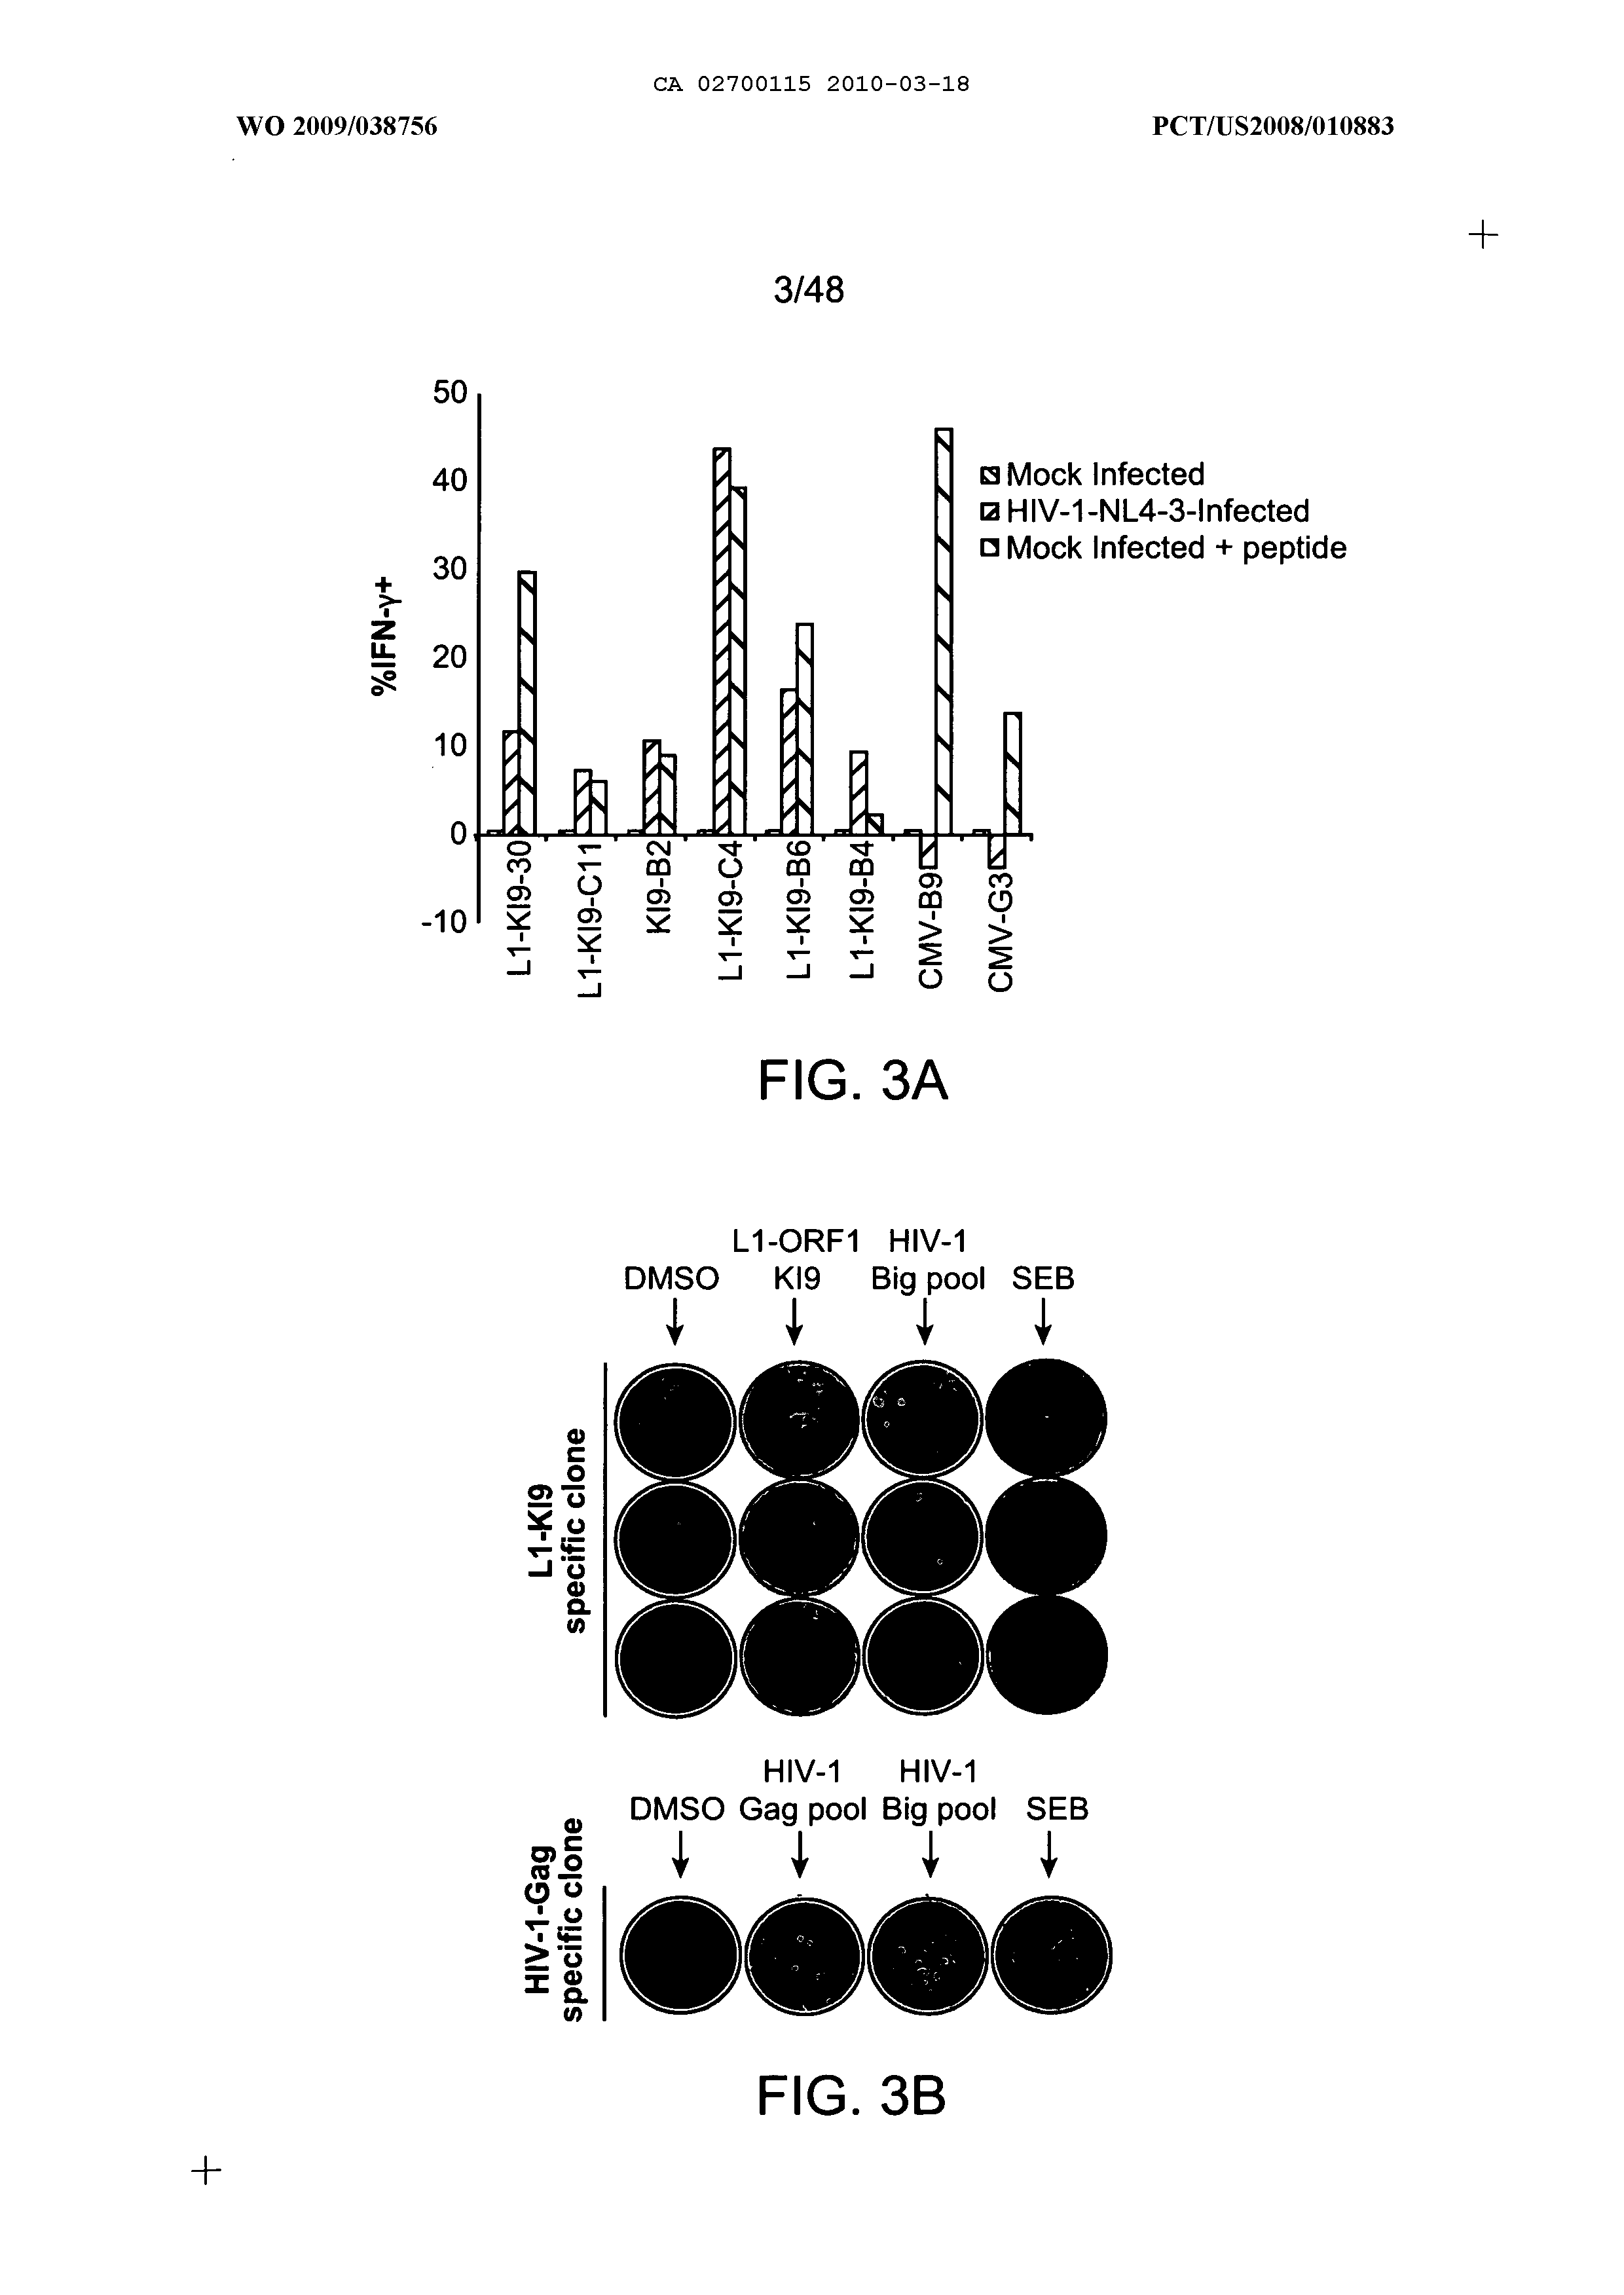 CA 02700115 2010-03-18
WO 2009/038756
PCT/US2008/010883
3/48
50
40
30
20
10
0
-10
%IFN-γ+
Mock Infected
HIV-1-NL4-3-Infected
Mock Infected + peptide
L1-KI9-30
L1-KI9-C11
KI9-B2
L1-KI9-C4
L1-KI9-B6
L1-KI9-B4
CMV-B9
CMV-G3
FIG. 3A
L1-ORF1 HIV-1
DMSO KI9 Big pool SEB
L1-KI9
specific clone
HIV-1 HIV-1
DMSO Gag pool Big pool SEB
HIV-1-Gag
specific clone
FIG. 3B